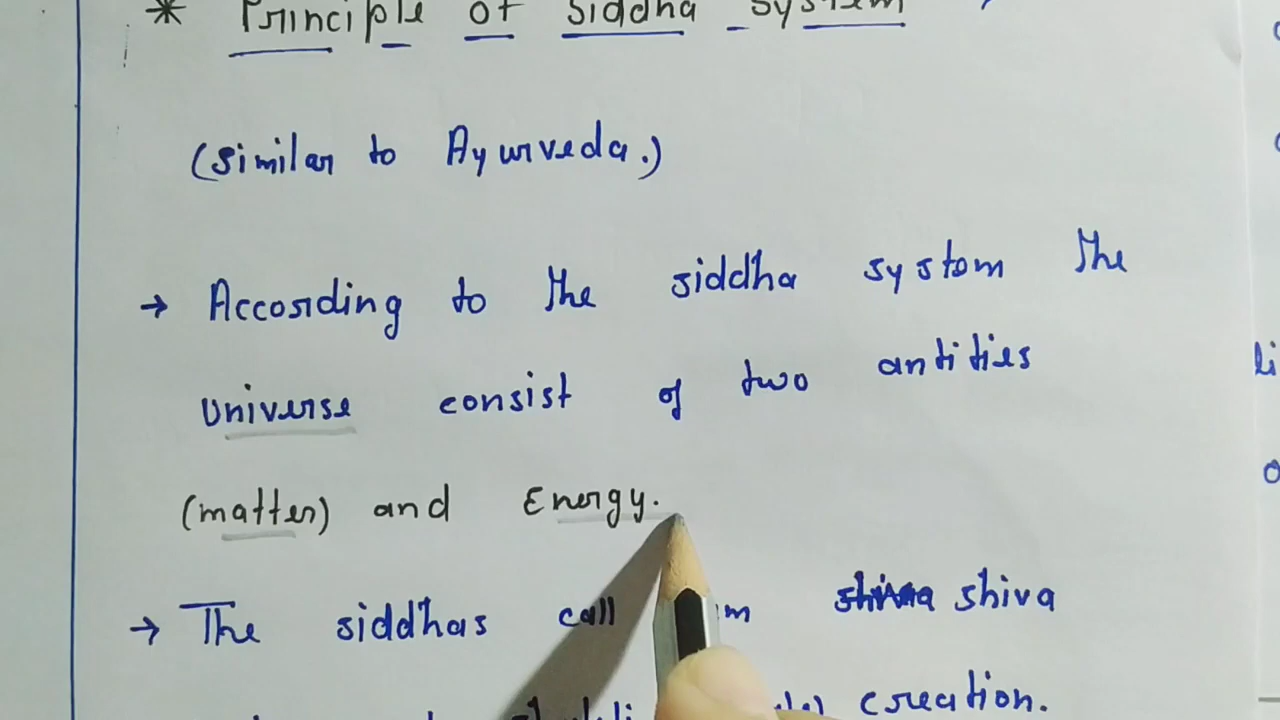 * Principle of Siddha System
(Similar to Ayurveda.)
→ According to the siddha system the
universe consist of two antities
(matter) and Energy.
→ The siddhas call shiva
creation.